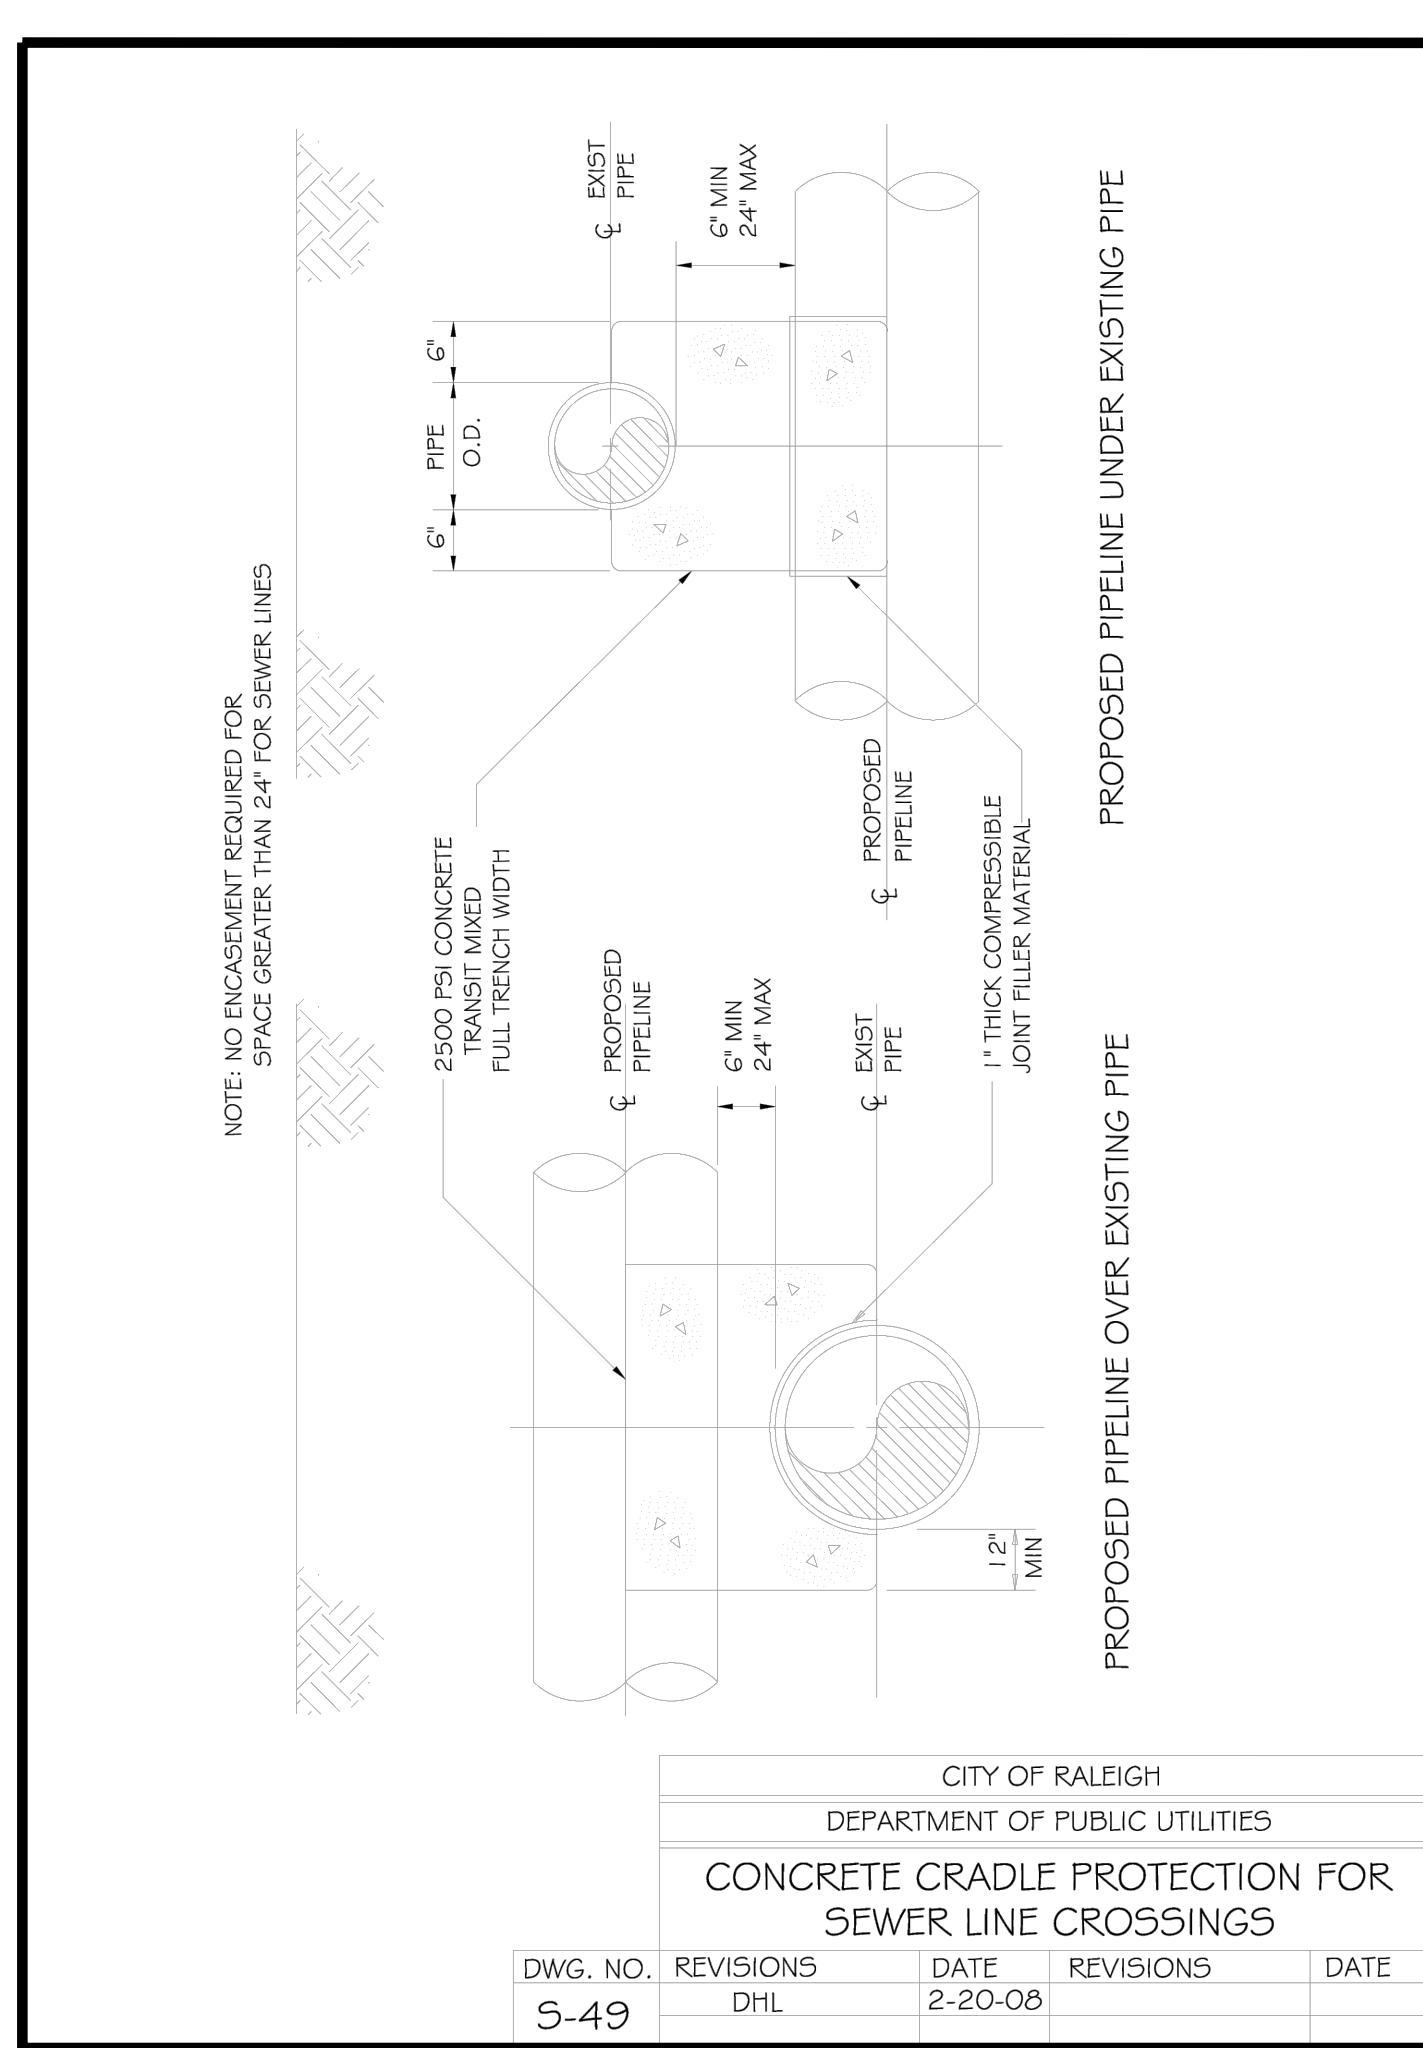 NOTE: NO ENCASEMENT REQUIRED FOR
SPACE GREATER THAN 24" FOR SEWER LINES
2500 PSI CONCRETE
TRANSIT MIXED
FULL TRENCH WIDTH
PROPOSED
PIPELINE
6" MIN
24" MAX
EXIST
PIPE
1" THICK COMPRESSIBLE
JOINT FILLER MATERIAL
12"
MIN
PROPOSED PIPELINE OVER EXISTING PIPE
6"
PIPE
O.D.
6"
EXIST
PIPE
6" MIN
24" MAX
PROPOSED
PIPELINE
PROPOSED PIPELINE UNDER EXISTING PIPE
CITY OF RALEIGH
DEPARTMENT OF PUBLIC UTILITIES
CONCRETE CRADLE PROTECTION FOR
SEWER LINE CROSSINGS
DWG. NO. REVISIONS DATE REVISIONS DATE
S-49 DHL 2-20-08